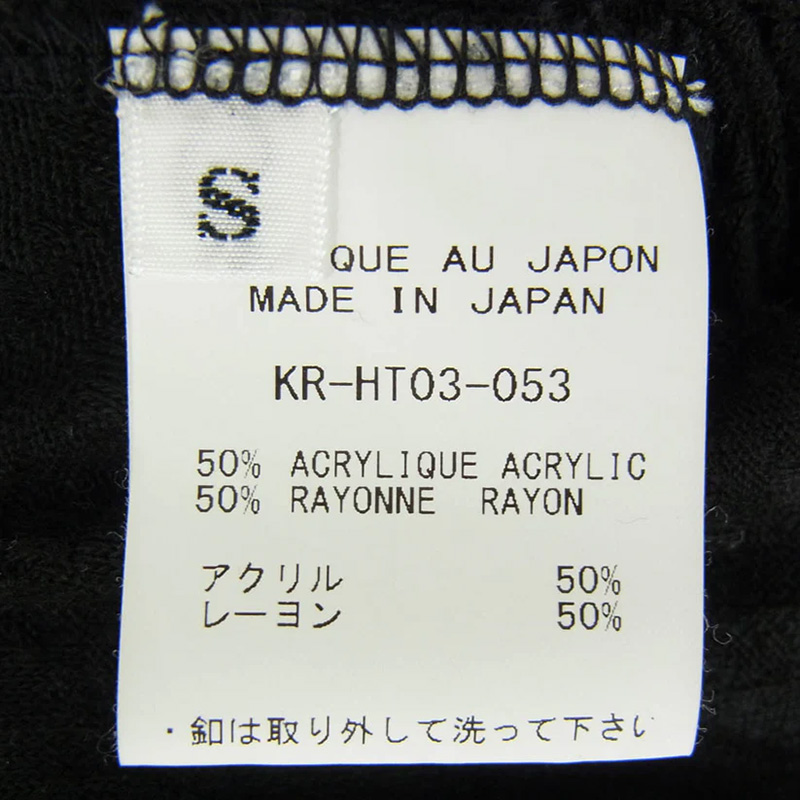 S
QUE AU JAPON
MADE IN JAPAN
KR-HT03-053
50% ACRYLIQUE ACRYLIC
50% RAYONNE RAYON
アクリル 50%
レーヨン 50%
・釦は取り外して洗って下さい